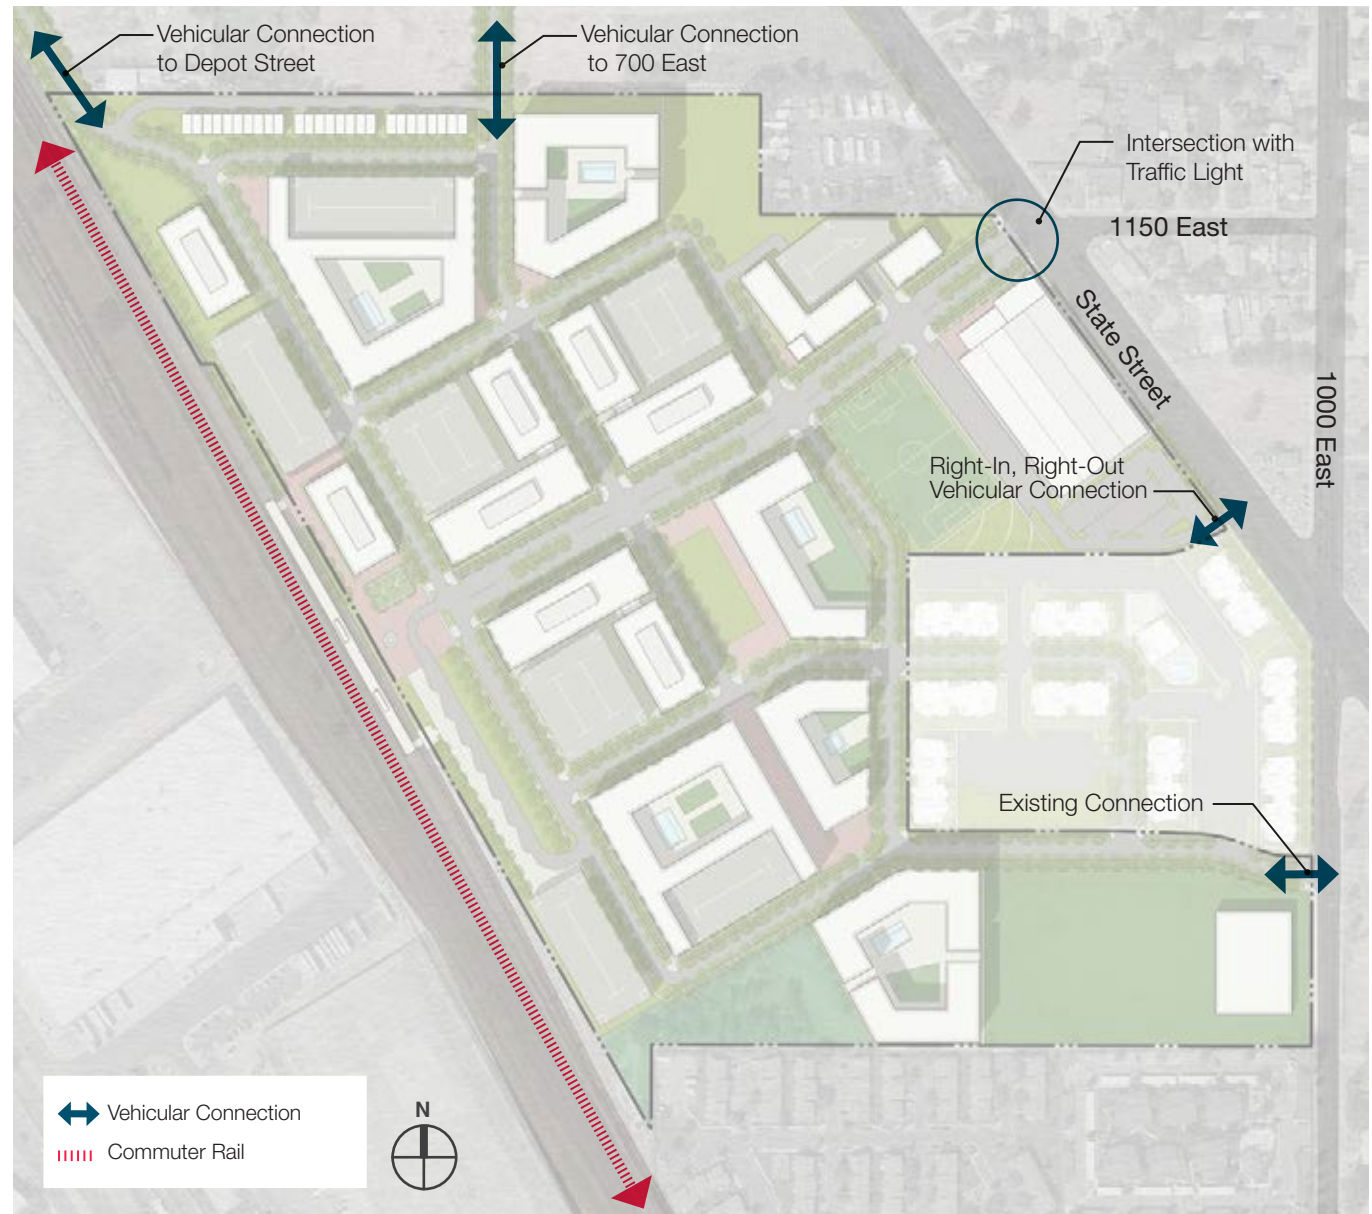 Vehicular Connection
to Depot Street
Vehicular Connection
to 700 East
Intersection with
Traffic Light
1150 East
State Street
1000 East
Right-In, Right-Out
Vehicular Connection
Existing Connection
Vehicular Connection
Commuter Rail
N